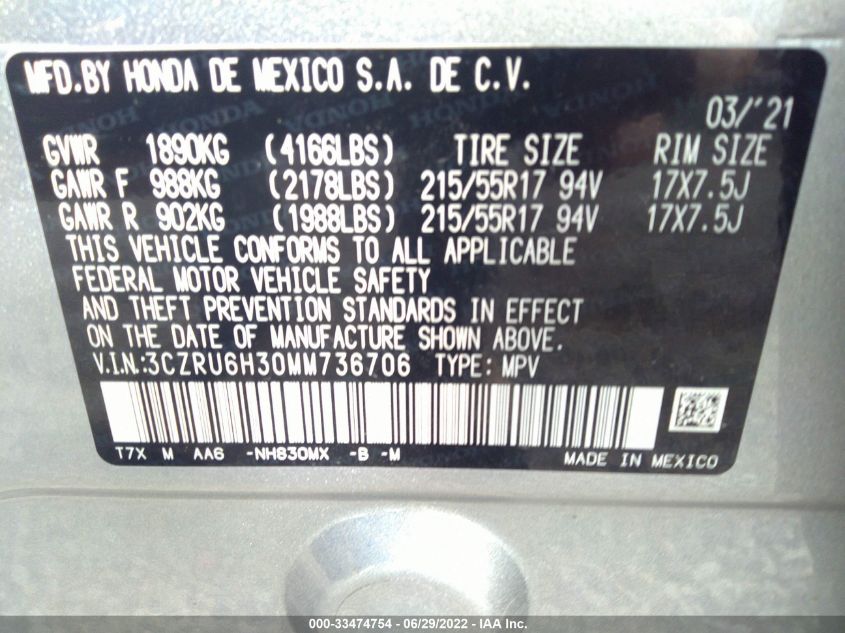 MFD.BY HONDA DE MEXICO S.A. DE C.V.
03/'21
GVWR 1890KG (4166LBS) TIRE SIZE RIM SIZE
GAWR F 988KG (2178LBS) 215/55R17 94V 17X7.5J
GAWR R 902KG (1988LBS) 215/55R17 94V 17X7.5J
THIS VEHICLE CONFORMS TO ALL APPLICABLE
FEDERAL MOTOR VEHICLE SAFETY
AND THEFT PREVENTION STANDARDS IN EFFECT
ON THE DATE OF MANUFACTURE SHOWN ABOVE.
V.I.N.:3CZRU6H30MM736706 TYPE: MPV
T7X M AA6 -NH830MX -B -M MADE IN MEXICO
000-33474754 - 06/29/2022 - IAA Inc.